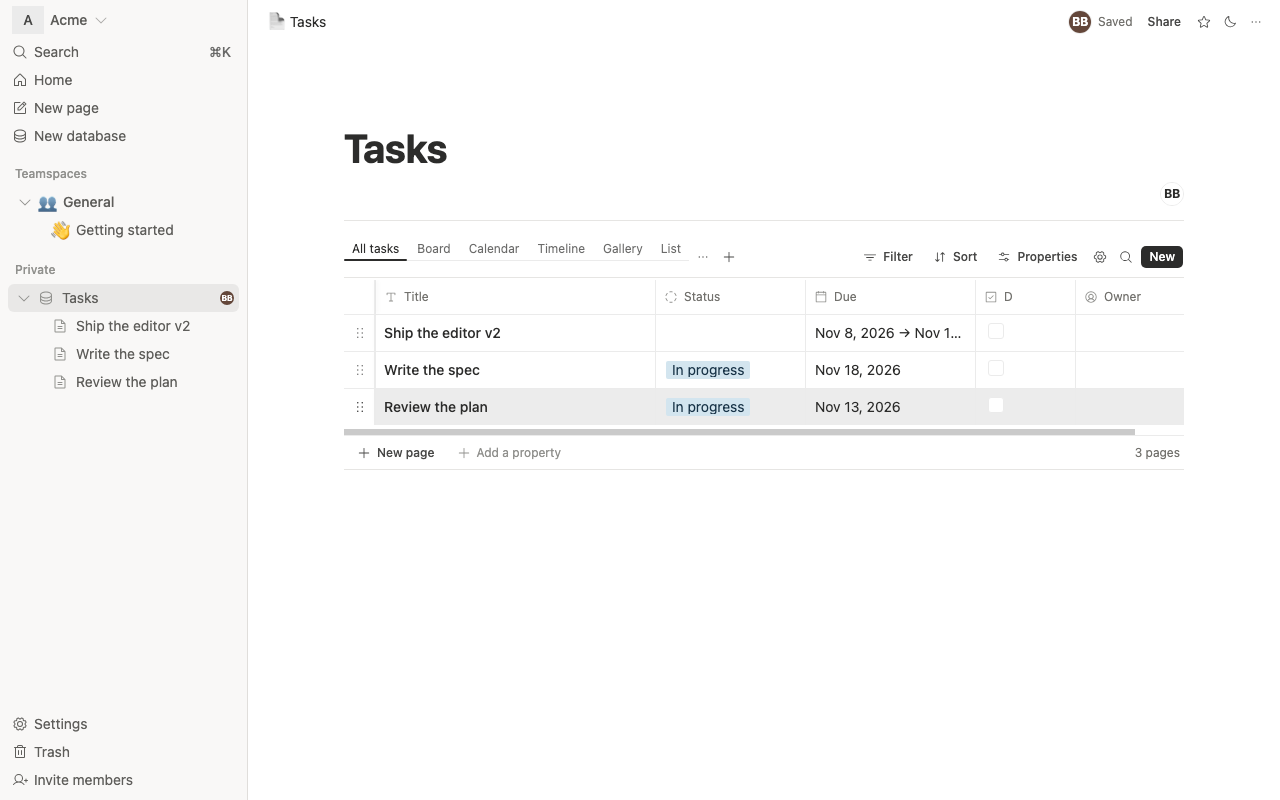 A Acme
Search ⌘K
Home
New page
New database
Teamspaces
General
Getting started
Private
Tasks BB
Ship the editor v2
Write the spec
Review the plan
Settings
Trash
Invite members
Tasks
BB Saved Share
Tasks
BB
All tasks Board Calendar Timeline Gallery List
Filter Sort Properties New
Title Status Due D Owner
Ship the editor v2 Nov 8, 2026 → Nov 1...
Write the spec In progress Nov 18, 2026
Review the plan In progress Nov 13, 2026
New page Add a property 3 pages